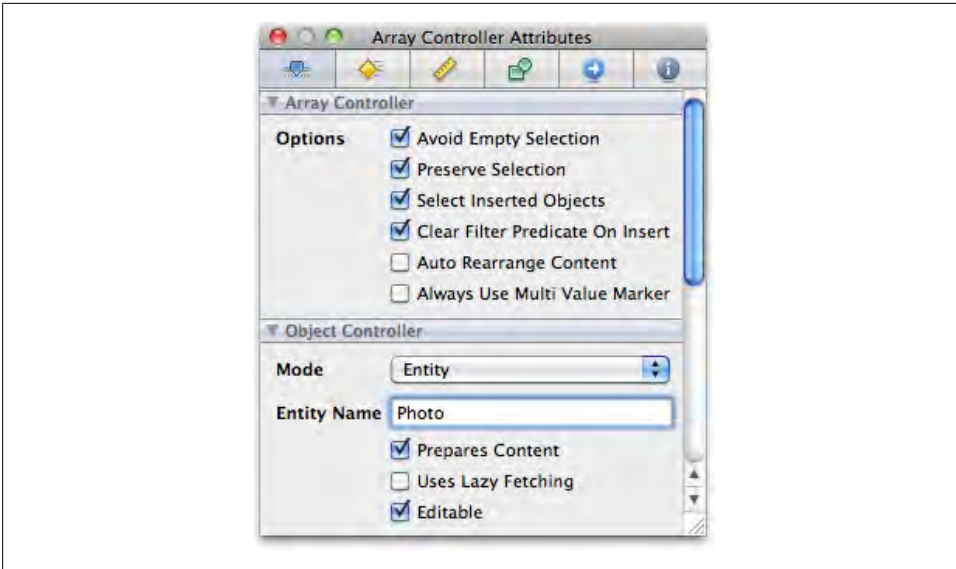 Array Controller Attributes
Array Controller
Options
Avoid Empty Selection
Preserve Selection
Select Inserted Objects
Clear Filter Predicate On Insert
Auto Rearrange Content
Always Use Multi Value Marker
Object Controller
Mode Entity
Entity Name Photo
Prepares Content
Uses Lazy Fetching
Editable